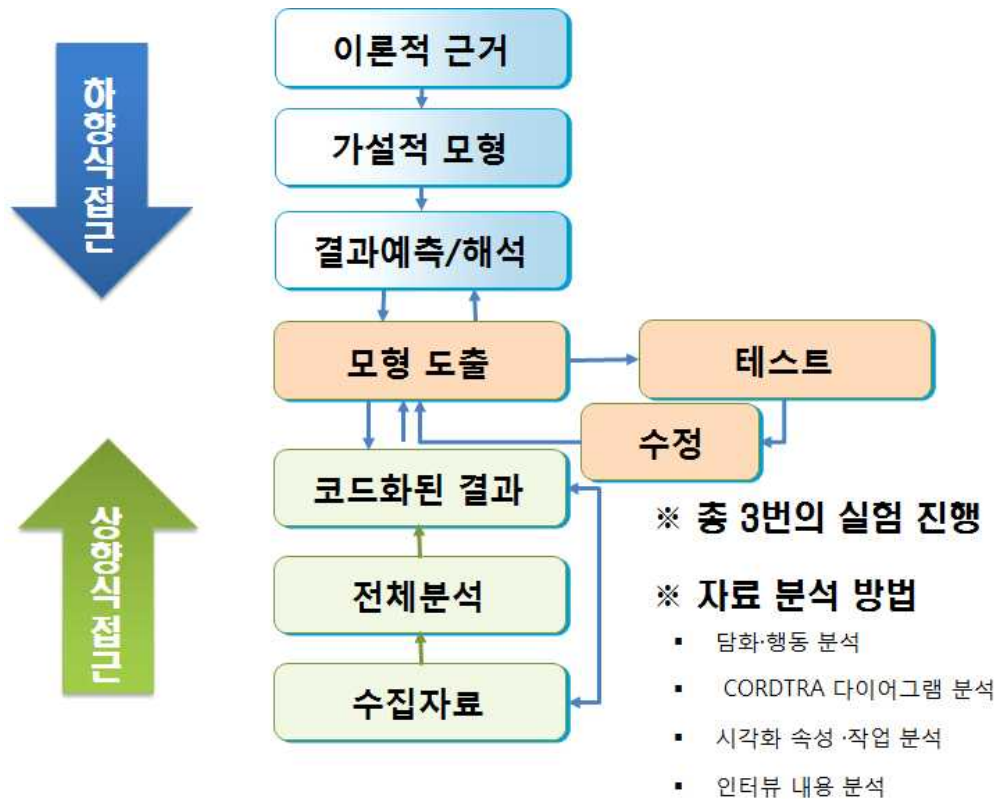 하향식 접근
이론적 근거
가설적 모형
결과예측/해석
모형 도출
테스트
수정
상향식 접근
코드화된 결과
전체분석
수집자료
※ 총 3번의 실험 진행
※ 자료 분석 방법
▪ 담화·행동 분석
▪ CORDTRA 다이어그램 분석
▪ 시각화 속성 ·작업 분석
▪ 인터뷰 내용 분석